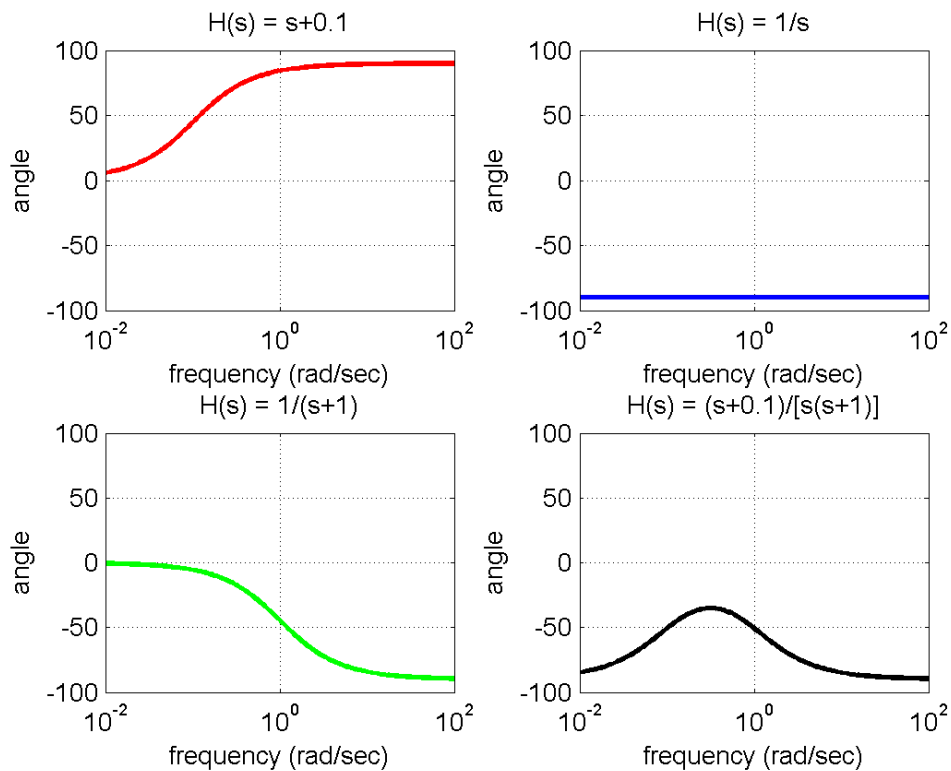 H(s) = s+0.1
100
50
0
-50
-100
angle
10^-2
10^0
10^2
frequency (rad/sec)
H(s) = 1/s
100
50
0
-50
-100
angle
10^-2
10^0
10^2
frequency (rad/sec)
H(s) = 1/(s+1)
100
50
0
-50
-100
angle
10^-2
10^0
10^2
frequency (rad/sec)
H(s) = (s+0.1)/[s(s+1)]
100
50
0
-50
-100
angle
10^-2
10^0
10^2
frequency (rad/sec)